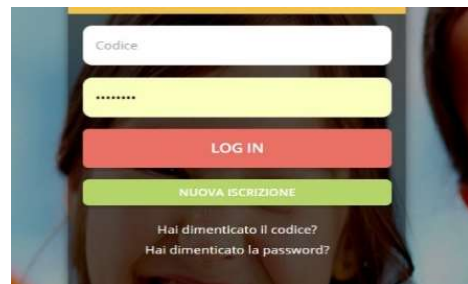 Codice
••••••••
LOG IN
NUOVA ISCRIZIONE
Hai dimenticato il codice?
Hai dimenticato la password?